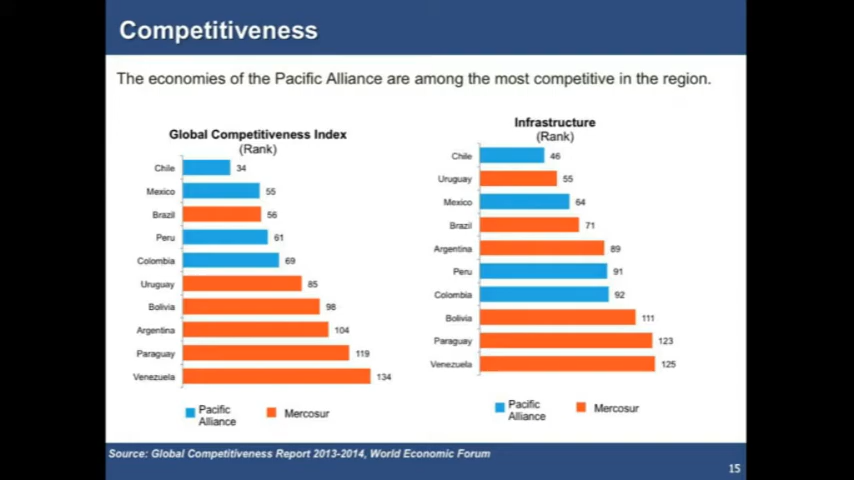 Competitiveness
The economies of the Pacific Alliance are among the most competitive in the region.
Global Competitiveness Index
(Rank)
Chile 34
Mexico 55
Brazil 56
Peru 61
Colombia 69
Uruguay 85
Bolivia 98
Argentina 104
Paraguay 119
Venezuela 134
Pacific
Alliance
Mercosur
Infrastructure
(Rank)
Chile 46
Uruguay 55
Mexico 64
Brazil 71
Argentina 89
Peru 91
Colombia 92
Bolivia 111
Paraguay 123
Venezuela 125
Pacific
Alliance
Mercosur
Source: Global Competitiveness Report 2013-2014, World Economic Forum
15